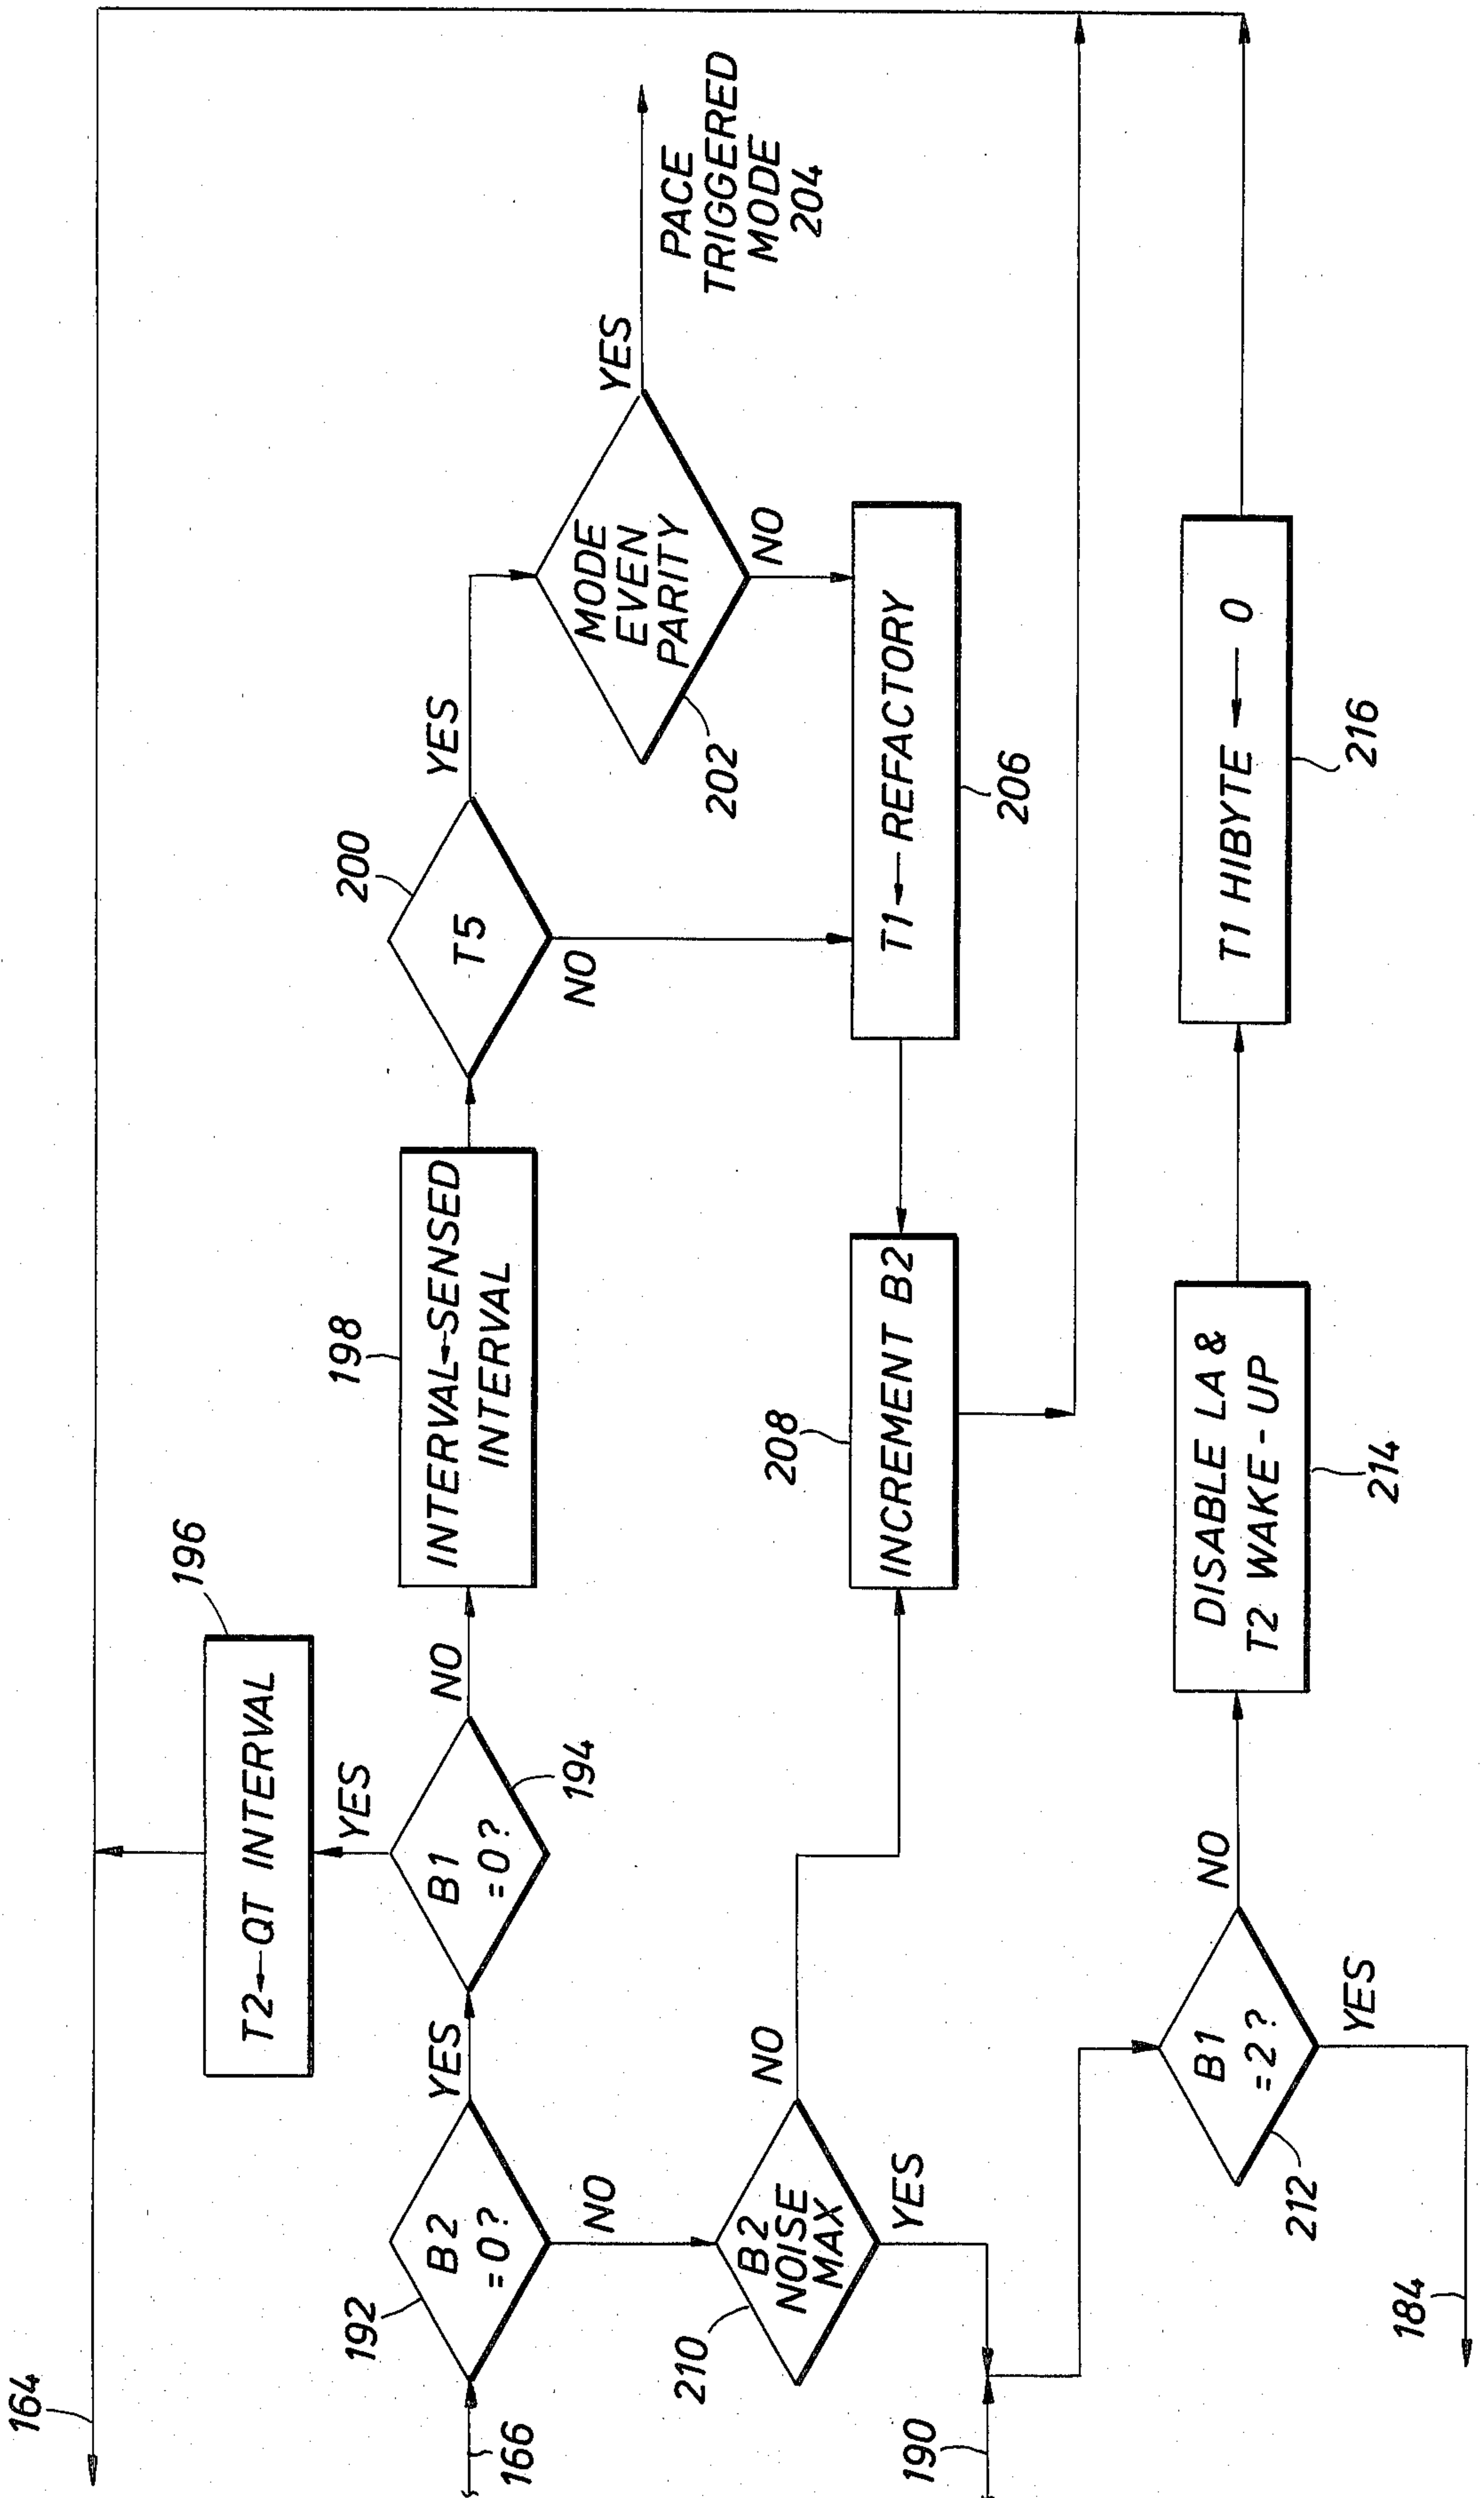 164
T2←QT INTERVAL
196
YES
166
192
B2
=0?
YES
B1
=0?
194
NO
198
INTERVAL←SENSED
INTERVAL
200
T5
YES
NO
MODE
EVEN
PARITY
202
YES
NO
PACE
TRIGGERED
MODE
204
NO
210
B2
NOISE
MAX
NO
YES
208
INCREMENT B2
T1←REFACTORY
206
190
212
B1
=2?
NO
YES
184
DISABLE LA &
T2 WAKE-UP
214
T1 HIBYTE ← 0
216